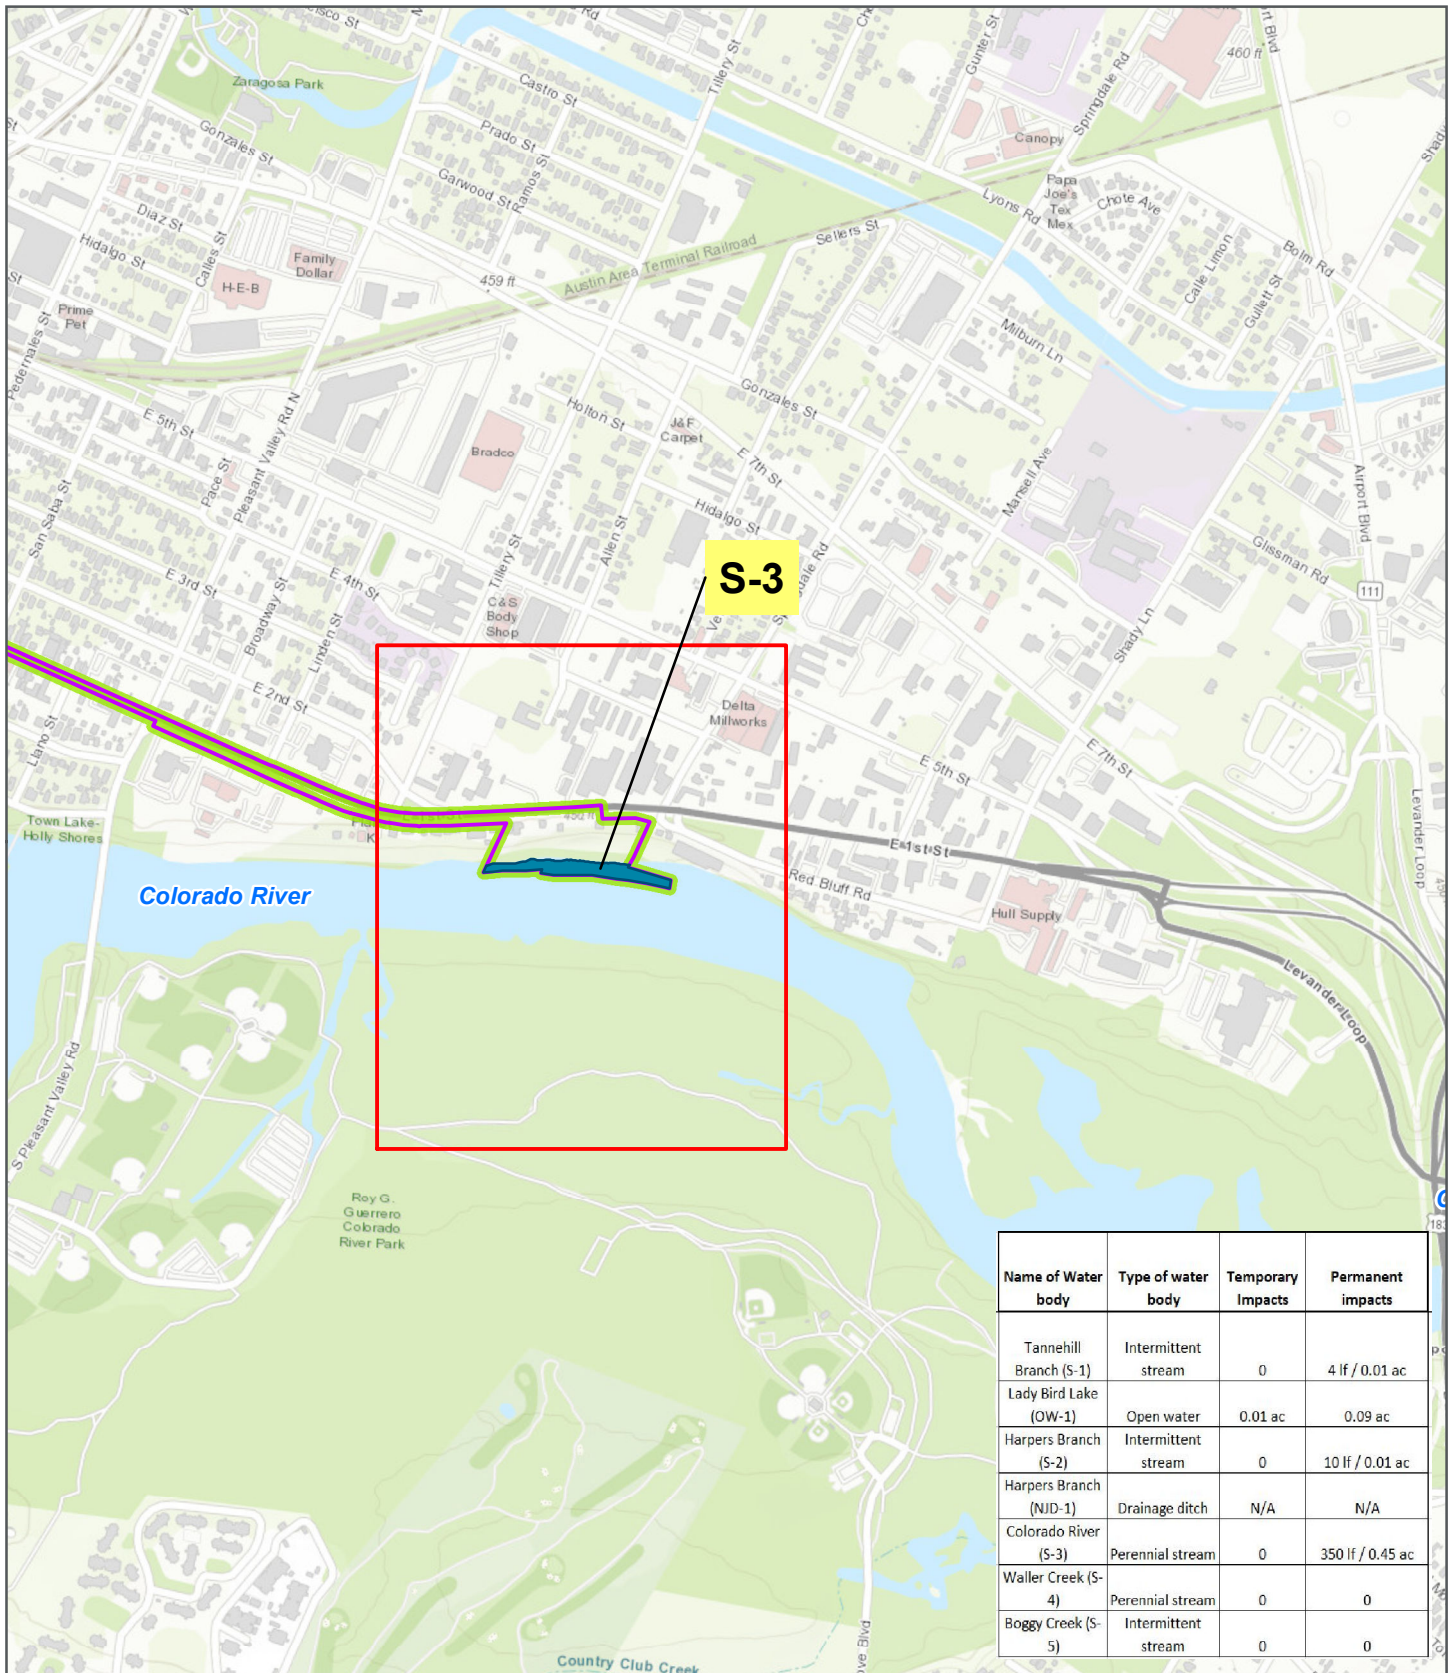 Zaragosa Park
Castro St
Tillery St
Gunter St
Springdale Rd
460 ft
Canopy
Prado St
Gonzales St
Ramos St
Garwood St
Papa
Joe's
Tex
Mex
Chote Ave
Lyons Rd
Bolm Rd
Diaz St
Hidalgo St
Calles St
Family
Dollar
H-E-B
Sellers St
Austin Area Terminal Railroad
459 ft
Calle Limon
Gullett St
Prime
Pet
Pedernales St
Milburn Ln
Pleasant Valley Rd N
E 5th St
Pace St
Holton St
Gonzales St
J&F
Carpet
Bradco
E 7th St
Mansell Ave
Airport Blvd
San Saba St
Hidalgo St
Allen St
Tillery St
Glissman Rd
111
E 3rd St
E 4th St
S-3
C&S
Body
Shop
Broadway St
Linden St
Shady Ln
E 2nd St
Llano St
Delta
Millworks
E 5th St
E 7th St
Levander Loop
Town Lake-
Holly Shores
E 1st St
Red Bluff Rd
Colorado River
Hull Supply
Levander Loop
S Pleasant Valley Rd
Roy G.
Guerrero
Colorado
River Park
183
Name of Water body	Type of water body	Temporary Impacts	Permanent impacts
Tannehill Branch (S-1)	Intermittent stream	0	4 lf / 0.01 ac
Lady Bird Lake (OW-1)	Open water	0.01 ac	0.09 ac
Harpers Branch (S-2)	Intermittent stream	0	10 lf / 0.01 ac
Harpers Branch (NJD-1)	Drainage ditch	N/A	N/A
Colorado River (S-3)	Perennial stream	0	350 lf / 0.45 ac
Waller Creek (S-4)	Perennial stream	0	0
Boggy Creek (S-5)	Intermittent stream	0	0
Country Club Creek